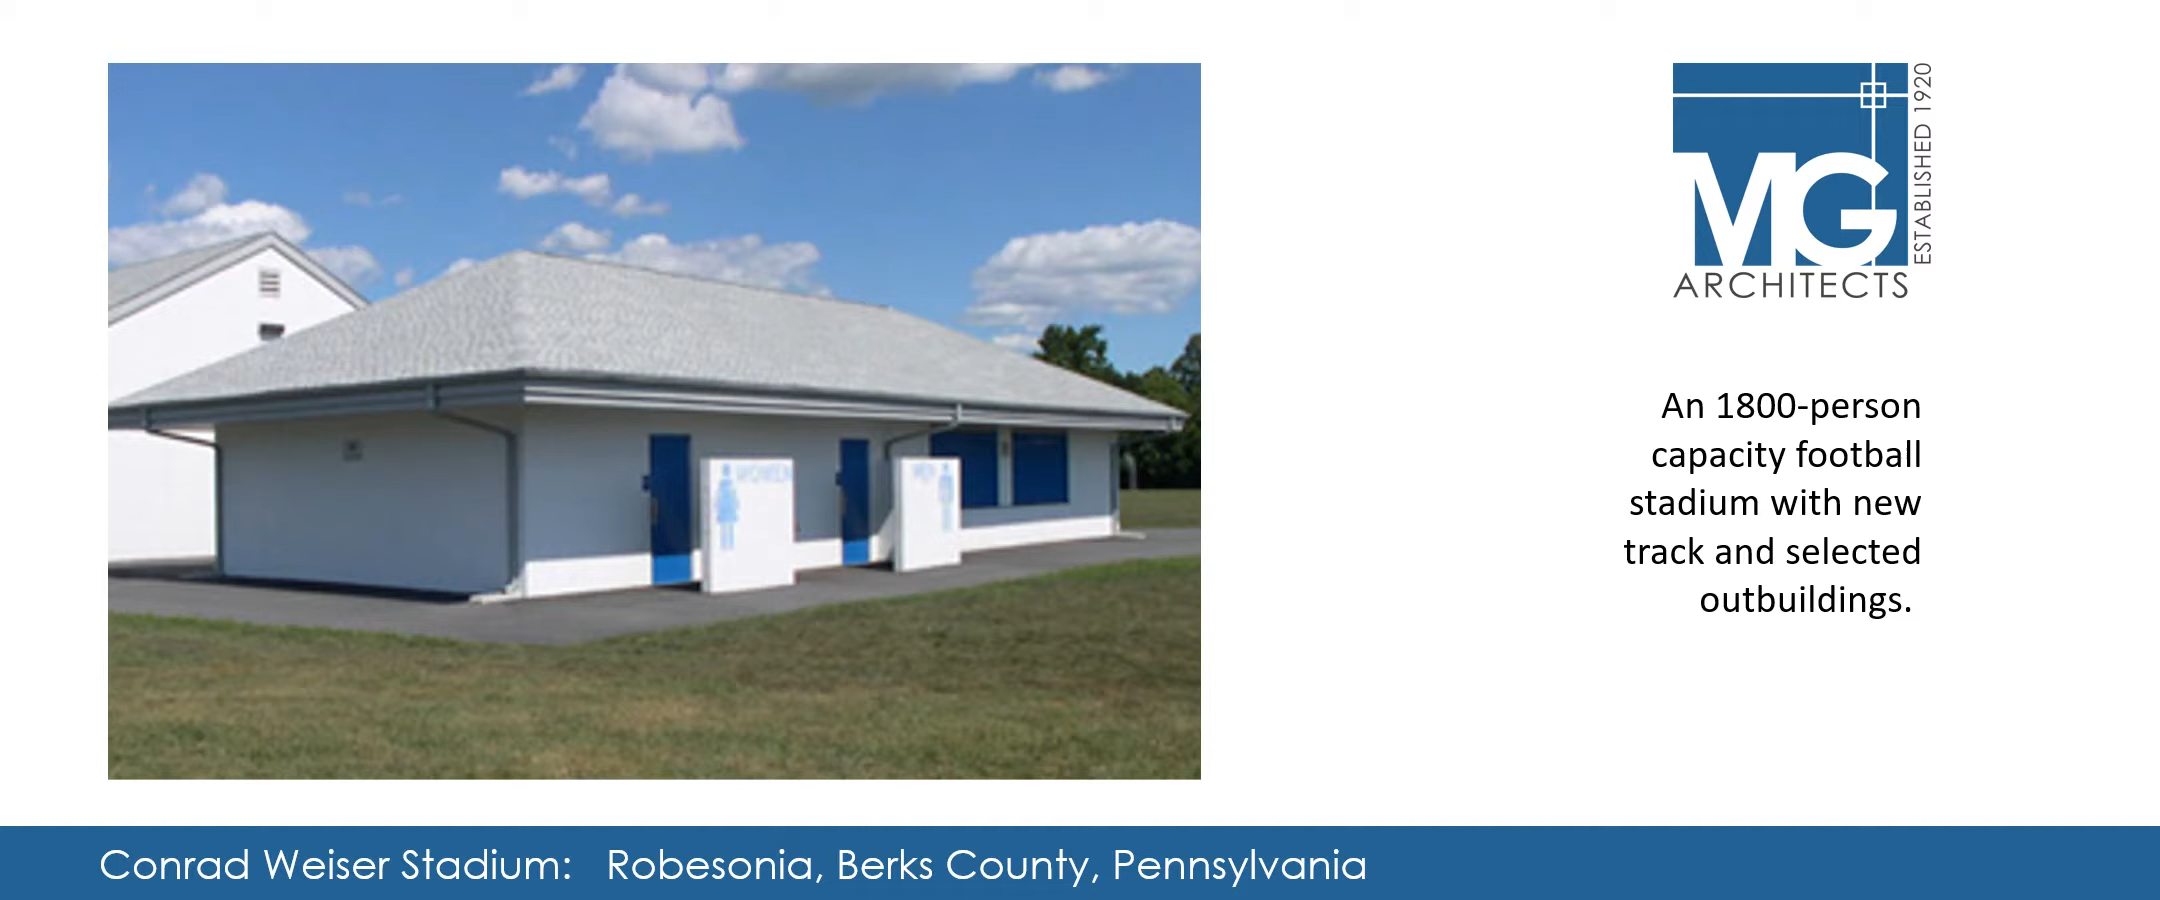 WOMEN
MEN
MG
ARCHITECTS
ESTABLISHED 1920
An 1800-person
capacity football
stadium with new
track and selected
outbuildings.
Conrad Weiser Stadium: Robesonia, Berks County, Pennsylvania